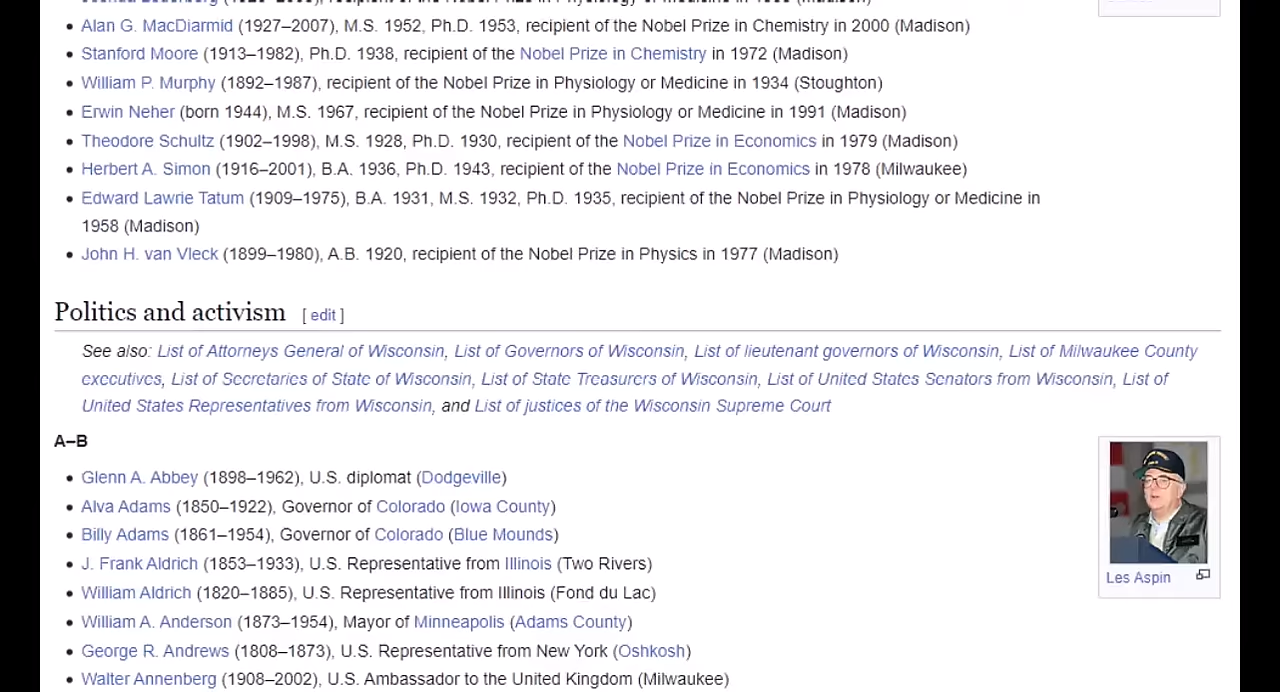 • Alan G. MacDiarmid (1927–2007), M.S. 1952, Ph.D. 1953, recipient of the Nobel Prize in Chemistry in 2000 (Madison)
• Stanford Moore (1913–1982), Ph.D. 1938, recipient of the Nobel Prize in Chemistry in 1972 (Madison)
• William P. Murphy (1892–1987), recipient of the Nobel Prize in Physiology or Medicine in 1934 (Stoughton)
• Erwin Neher (born 1944), M.S. 1967, recipient of the Nobel Prize in Physiology or Medicine in 1991 (Madison)
• Theodore Schultz (1902–1998), M.S. 1928, Ph.D. 1930, recipient of the Nobel Prize in Economics in 1979 (Madison)
• Herbert A. Simon (1916–2001), B.A. 1936, Ph.D. 1943, recipient of the Nobel Prize in Economics in 1978 (Milwaukee)
• Edward Lawrie Tatum (1909–1975), B.A. 1931, M.S. 1932, Ph.D. 1935, recipient of the Nobel Prize in Physiology or Medicine in
1958 (Madison)
• John H. van Vleck (1899–1980), A.B. 1920, recipient of the Nobel Prize in Physics in 1977 (Madison)
Politics and activism [ edit ]
See also: List of Attorneys General of Wisconsin, List of Governors of Wisconsin, List of lieutenant governors of Wisconsin, List of Milwaukee County
executives, List of Secretaries of State of Wisconsin, List of State Treasurers of Wisconsin, List of United States Senators from Wisconsin, List of
United States Representatives from Wisconsin, and List of justices of the Wisconsin Supreme Court
A–B
• Glenn A. Abbey (1898–1962), U.S. diplomat (Dodgeville)
• Alva Adams (1850–1922), Governor of Colorado (Iowa County)
• Billy Adams (1861–1954), Governor of Colorado (Blue Mounds)
• J. Frank Aldrich (1853–1933), U.S. Representative from Illinois (Two Rivers)
• William Aldrich (1820–1885), U.S. Representative from Illinois (Fond du Lac)
• William A. Anderson (1873–1954), Mayor of Minneapolis (Adams County)
• George R. Andrews (1808–1873), U.S. Representative from New York (Oshkosh)
• Walter Annenberg (1908–2002), U.S. Ambassador to the United Kingdom (Milwaukee)
Les Aspin